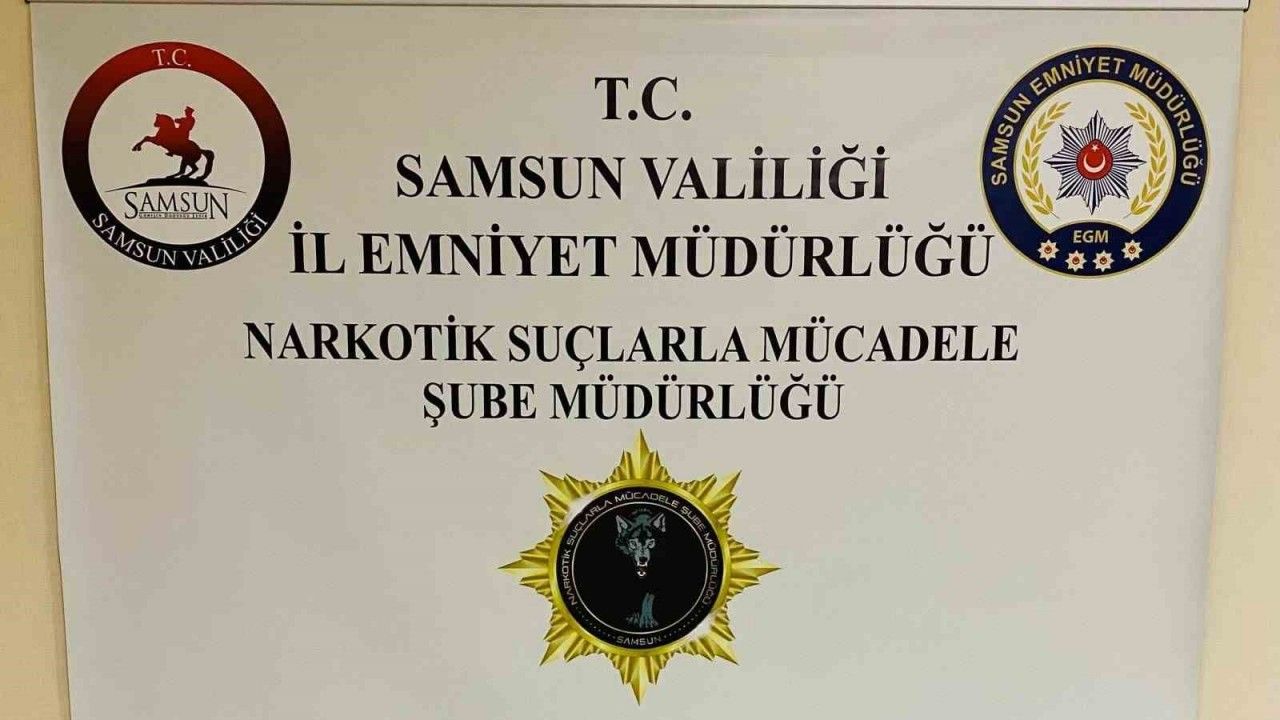 T.C.
SAMSUN
SAMSUN VALİLİĞİ
T.C.
SAMSUN VALİLİĞİ
İL EMNİYET MÜDÜRLÜĞÜ
NARKOTİK SUÇLARLA MÜCADELE
ŞUBE MÜDÜRLÜĞÜ
SAMSUN EMNİYET MÜDÜRLÜĞÜ
EGM
NARKOTİK SUÇLARLA MÜCADELE ŞUBE MÜDÜRLÜĞÜ
SAMSUN